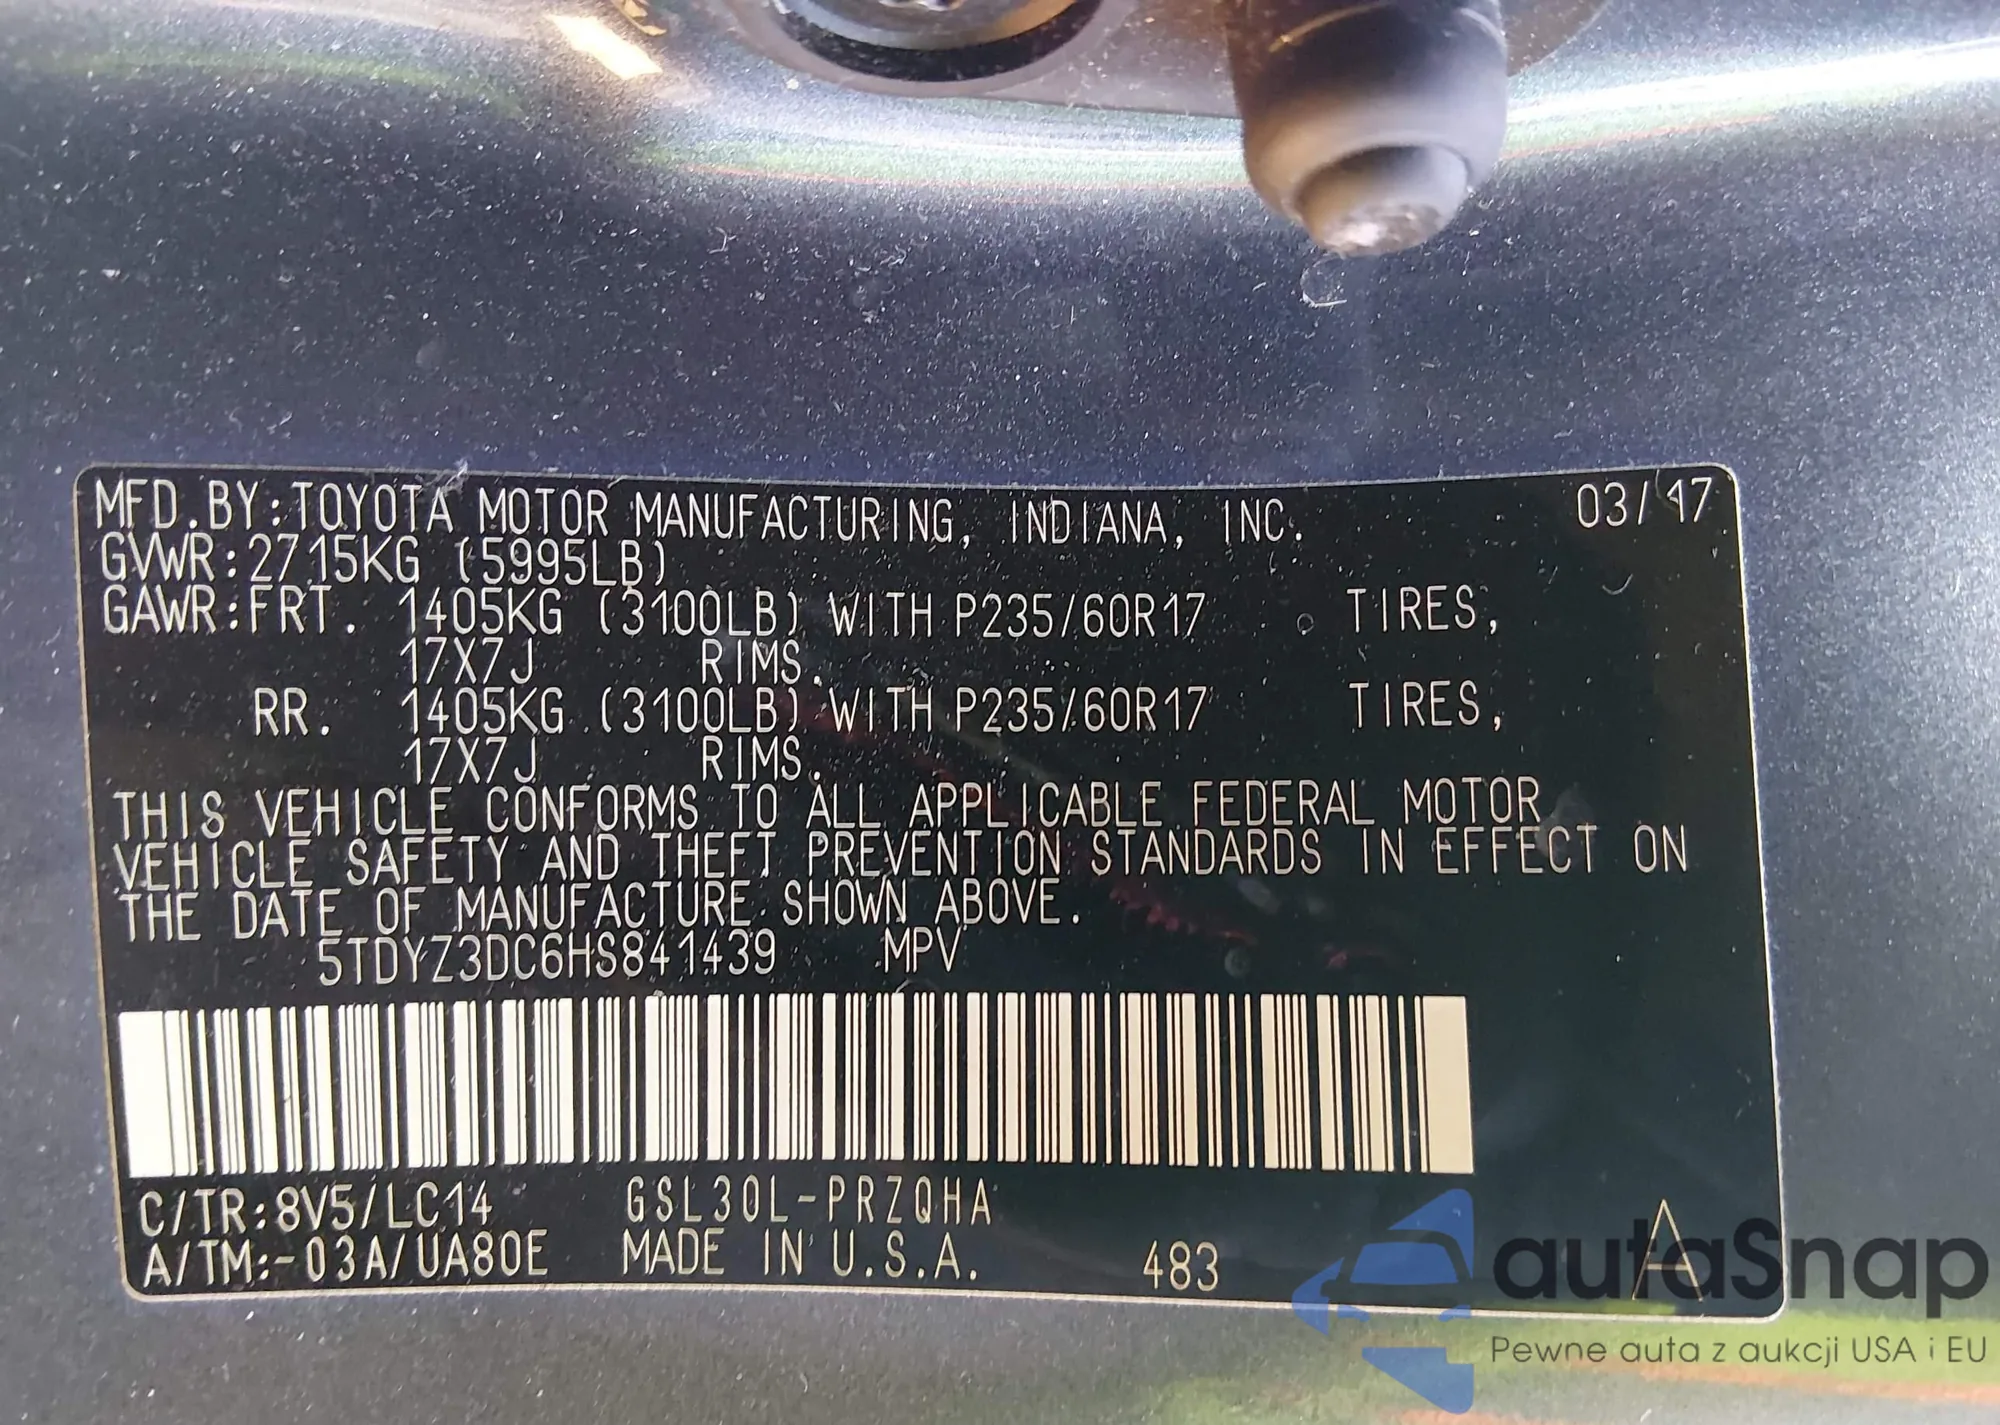 MFD.BY:TOYOTA MOTOR MANUFACTURING, INDIANA, INC. 03/17
GVWR:2715KG (5995LB)
GAWR:FRT. 1405KG (3100LB) WITH P235/60R17 TIRES,
17X7J RIMS.
RR. 1405KG (3100LB) WITH P235/60R17 TIRES,
17X7J RIMS.
THIS VEHICLE CONFORMS TO ALL APPLICABLE FEDERAL MOTOR
VEHICLE SAFETY AND THEFT PREVENTION STANDARDS IN EFFECT ON
THE DATE OF MANUFACTURE SHOWN ABOVE.
5TDYZ3DC6HS841439 MPV
C/TR:8V5/LC14 GSL30L-PRZQHA
A/TM:-03A/UA80E MADE IN U.S.A. 483 A
autaSnap
Pewne auta z aukcji USA i EU